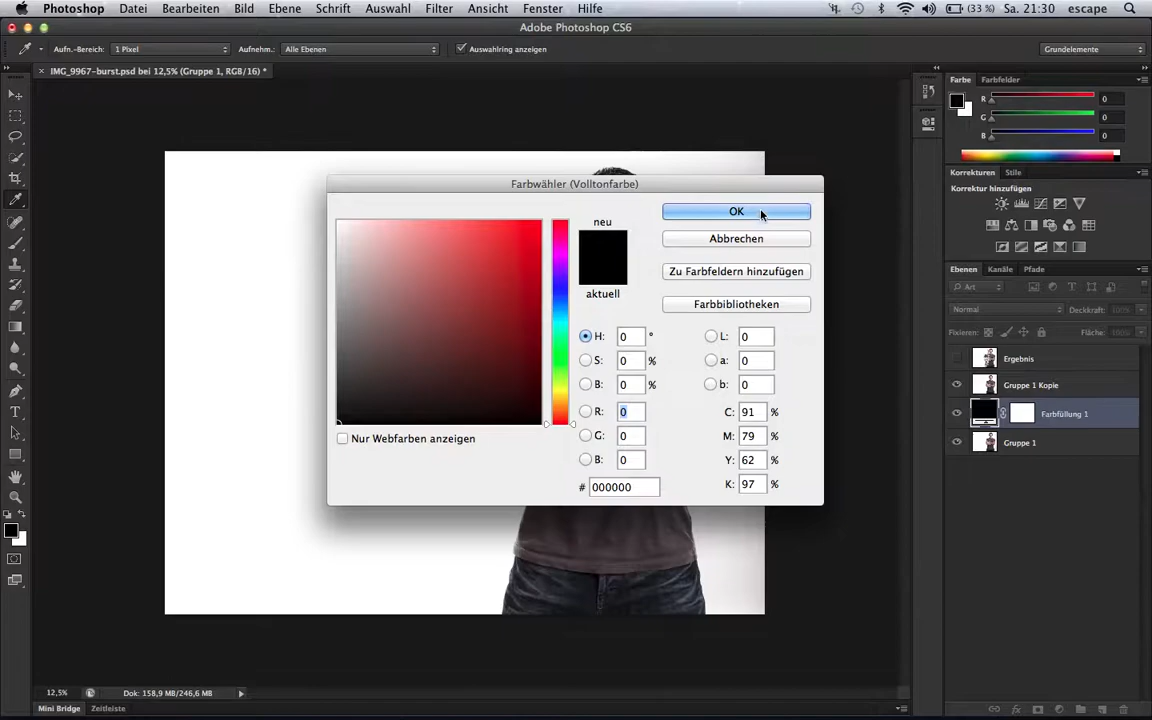 Photoshop Datei Bearbeiten Bild Ebene Schrift Auswahl Filter Ansicht Fenster Hilfe (33 %) Sa. 21:30 escape
Adobe Photoshop CS6
Aufn.-Bereich: 1 Pixel Aufnehm.: Alle Ebenen Auswahlring anzeigen Grundelemente
× IMG_9967-burst.psd bei 12,5% (Gruppe 1, RGB/16) *
Farbe Farbfelder
R 0
G 0
B 0
Korrekturen Stile
Korrektur hinzufügen
Ebenen Kanäle Pfade
Art
Normal Deckkraft: 100%
Fixieren: Fläche: 100%
Ergebnis
Gruppe 1 Kopie
Farbfüllung 1
Gruppe 1
Farbwähler (Volltonfarbe)
neu
aktuell
OK
Abbrechen
Zu Farbfeldern hinzufügen
Farbbibliotheken
H: 0 ° L: 0
S: 0 % a: 0
B: 0 % b: 0
R: 0 C: 91 %
G: 0 M: 79 %
B: 0 Y: 62 %
# 000000 K: 97 %
Nur Webfarben anzeigen
12,5% Dok: 158,9 MB/246,6 MB
Mini Bridge Zeitleiste